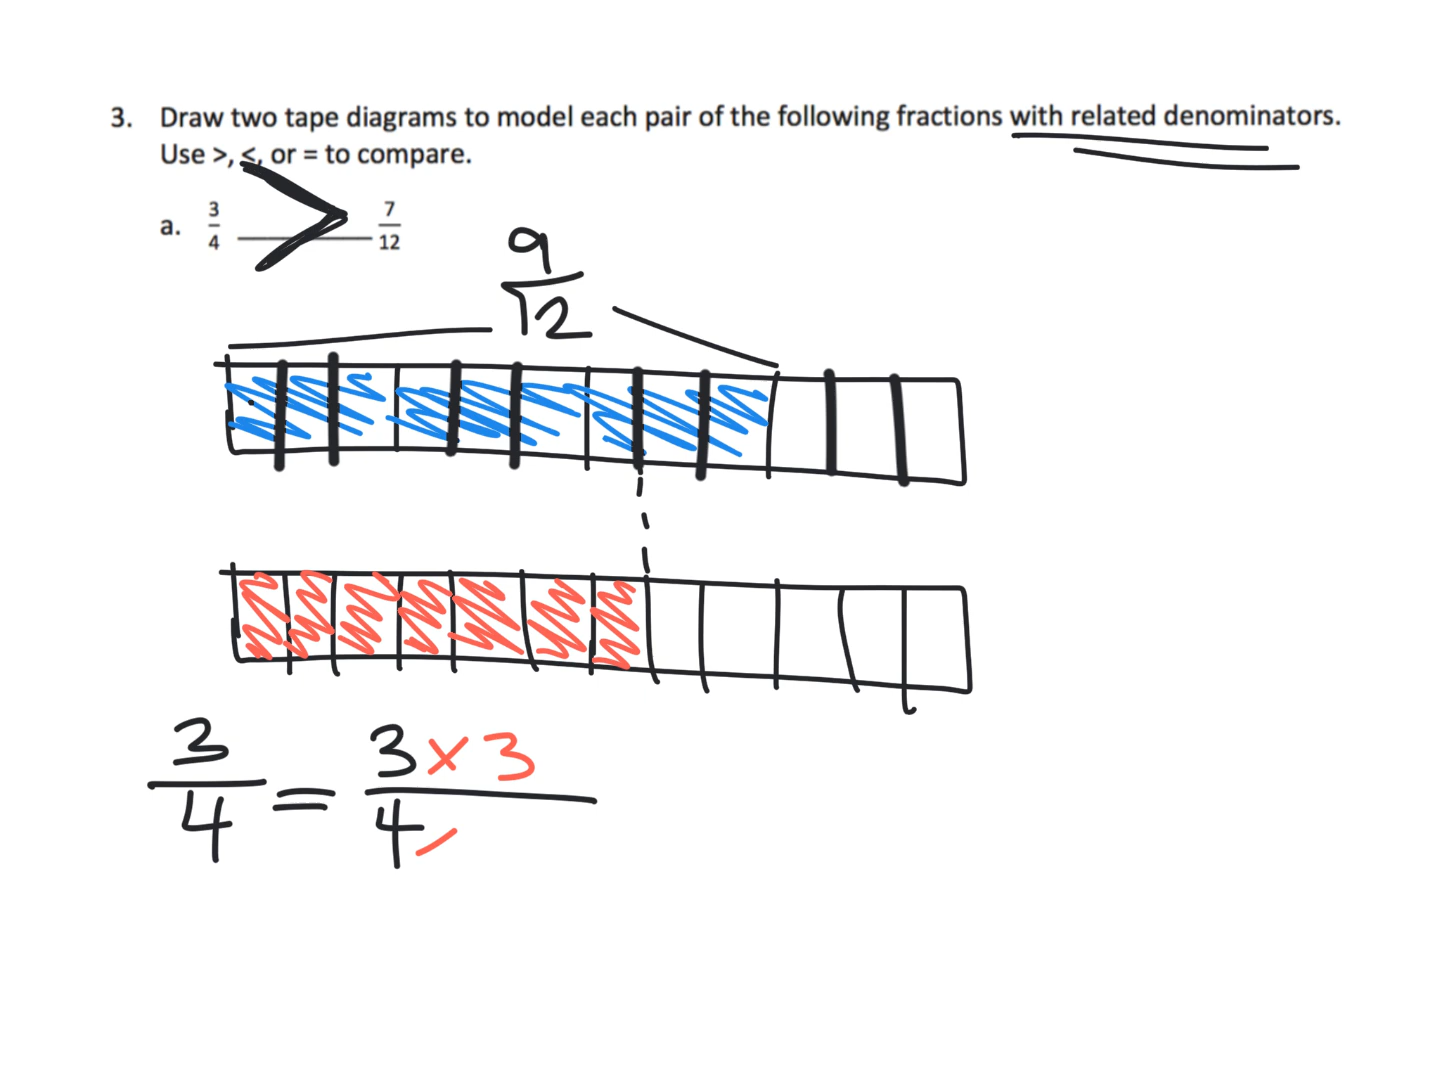 3. Draw two tape diagrams to model each pair of the following fractions with related denominators.
Use >, <, or = to compare.
a. 3/4 > 7/12
9/12
3/4 = 3 × 3 / 4